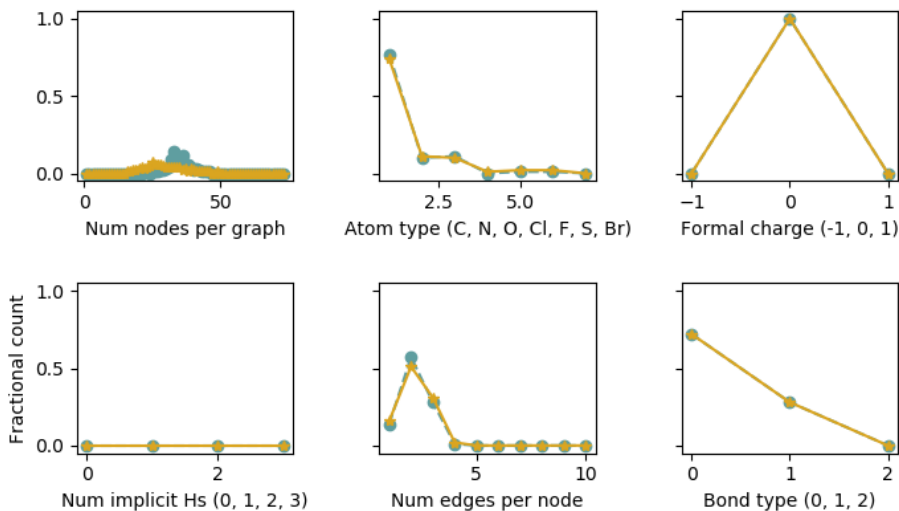 1.0
0.5
0.0
0 50
Num nodes per graph
2.5 5.0
Atom type (C, N, O, Cl, F, S, Br)
−1 0 1
Formal charge (-1, 0, 1)
Fractional count
1.0
0.5
0.0
0 2
Num implicit Hs (0, 1, 2, 3)
5 10
Num edges per node
0 1 2
Bond type (0, 1, 2)